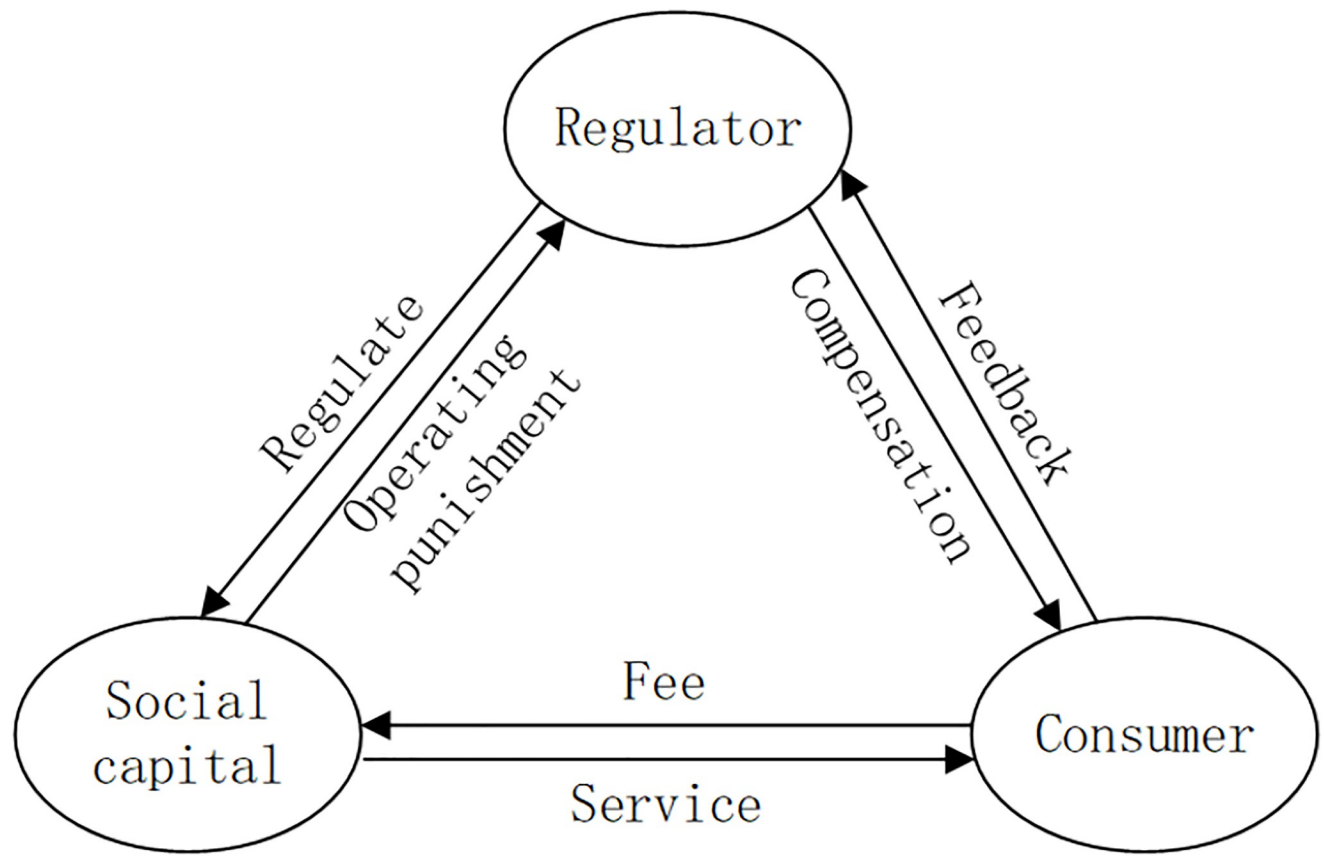 Regulator
Regulate
Operating
punishment
Compensation
Feedback
Fee
Social
capital
Consumer
Service